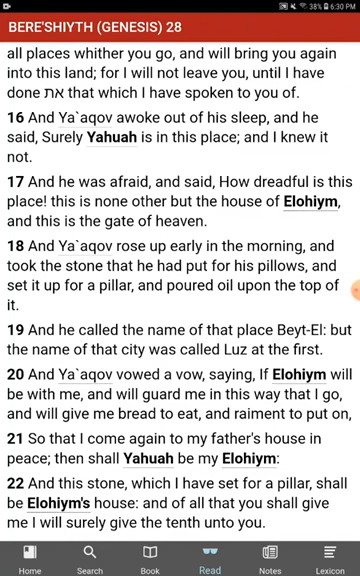 38% 6:30 PM
BERE'SHIYTH (GENESIS) 28
all places whither you go, and will bring you again
into this land; for I will not leave you, until I have
done את that which I have spoken to you of.
16 And Ya`aqov awoke out of his sleep, and he
said, Surely Yahuah is in this place; and I knew it
not.
17 And he was afraid, and said, How dreadful is this
place! this is none other but the house of Elohiym,
and this is the gate of heaven.
18 And Ya`aqov rose up early in the morning, and
took the stone that he had put for his pillows, and
set it up for a pillar, and poured oil upon the top of
it.
19 And he called the name of that place Beyt-El: but
the name of that city was called Luz at the first.
20 And Ya`aqov vowed a vow, saying, If Elohiym will
be with me, and will guard me in this way that I go,
and will give me bread to eat, and raiment to put on,
21 So that I come again to my father's house in
peace; then shall Yahuah be my Elohiym:
22 And this stone, which I have set for a pillar, shall
be Elohiym's house: and of all that you shall give
me I will surely give the tenth unto you.
Home Search Book Read Notes Lexicon